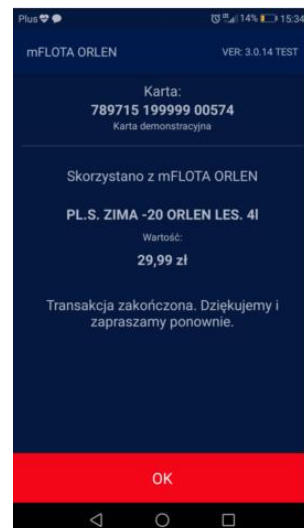 Plus 14% 15:34
mFLOTA ORLEN VER: 3.0.14 TEST
Karta:
789715 199999 00574
Karta demonstracyjna
Skorzystano z mFLOTA ORLEN
PL.S. ZIMA -20 ORLEN LES. 4l
Wartość:
29,99 zł
Transakcja zakończona. Dziękujemy i
zapraszamy ponownie.
OK